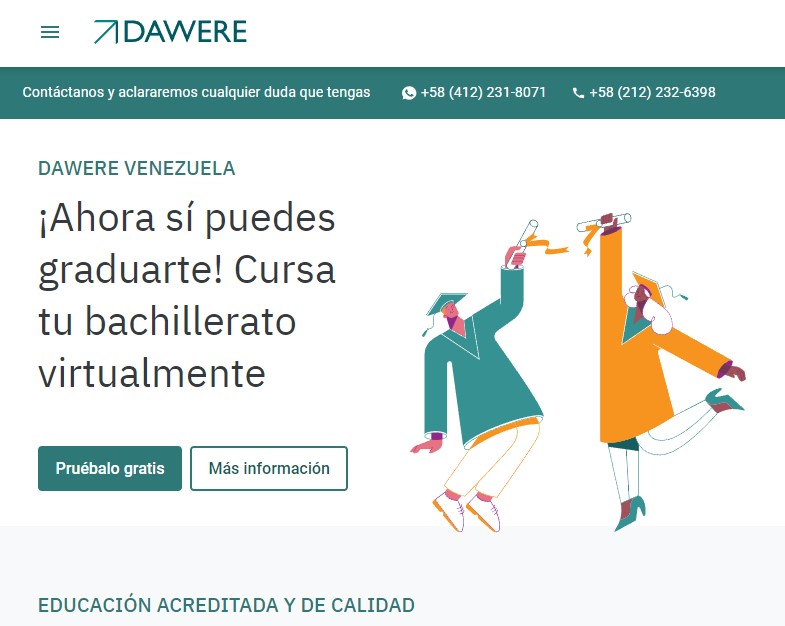 DAWERE
Contáctanos y aclararemos cualquier duda que tengas +58 (412) 231-8071 +58 (212) 232-6398
DAWERE VENEZUELA
¡Ahora sí puedes
graduarte! Cursa
tu bachillerato
virtualmente
Pruébalo gratis Más información
EDUCACIÓN ACREDITADA Y DE CALIDAD